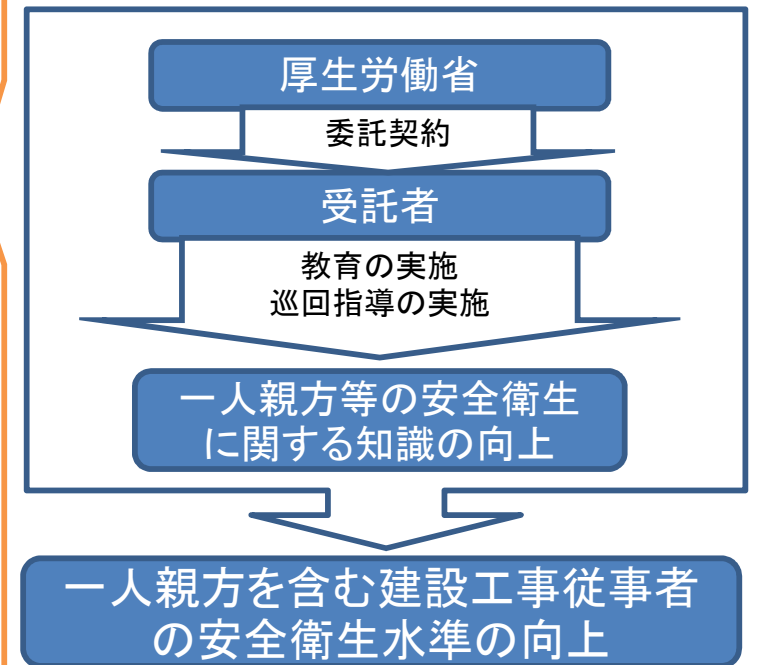 厚生労働省
委託契約
受託者
教育の実施
巡回指導の実施
一人親方等の安全衛生
に関する知識の向上
一人親方を含む建設工事従事者
の安全衛生水準の向上